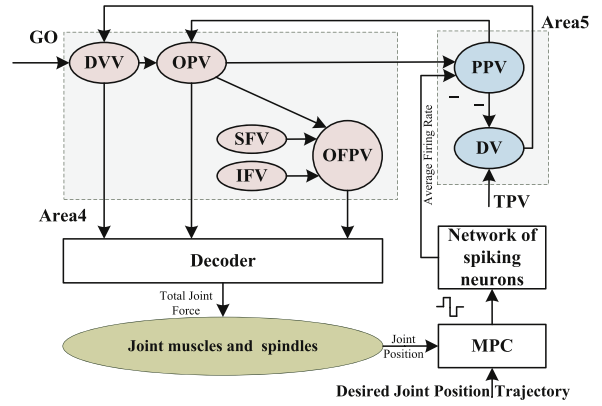 Area5
GO
DVV
OPV
PPV
SFV
OFPV
IFV
DV
Average Firing Rate
TPV
Area4
Decoder
Network of
spiking
neurons
Total Joint
Force
Joint muscles and spindles
Joint
Position
MPC
Desired Joint Position Trajectory